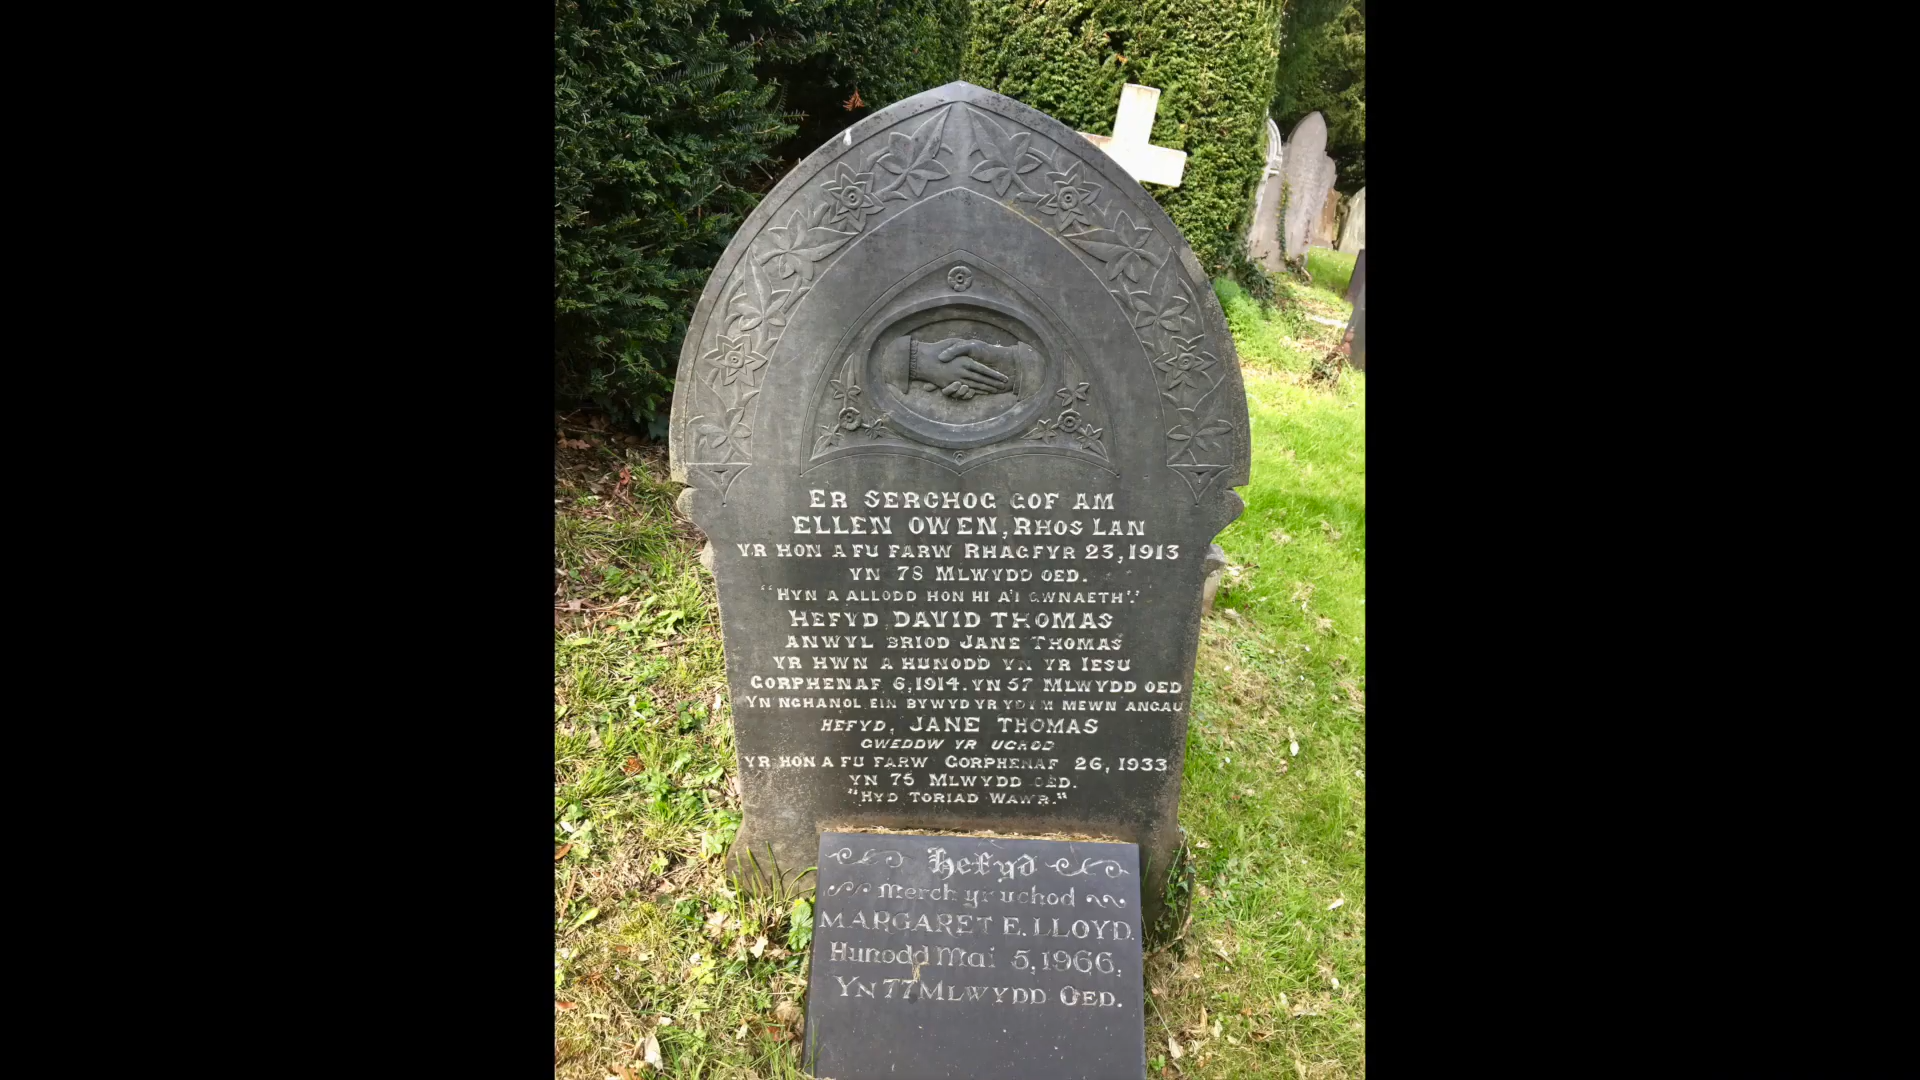 ER SERCHOG GOF AM
ELLEN OWEN, RHOS LAN
YR HON A FU FARW RHAGFYR 23, 1913
YN 78 MLWYDD OED.
"HYN A ALLODD HON HI A'I GWNAETH".
HEFYD DAVID THOMAS
ANWYL BRIOD JANE THOMAS
YR HWN A HUNODD YN YR IESU
GORPHENAF 6, 1914. YN 57 MLWYDD OED
YN NGHANOL EIN BYWYD YR YDYM MEWN ANGAU
HEFYD, JANE THOMAS
GWEDDW YR UCHOD
YR HON A FU FARW GORPHENAF 26, 1933
YN 75 MLWYDD OED.
"HYD TORIAD WAWR."
Hefyd
Merch yr uchod
MARGARET E. LLOYD.
Hunodd Mai 5, 1966,
YN 77 MLWYDD OED.